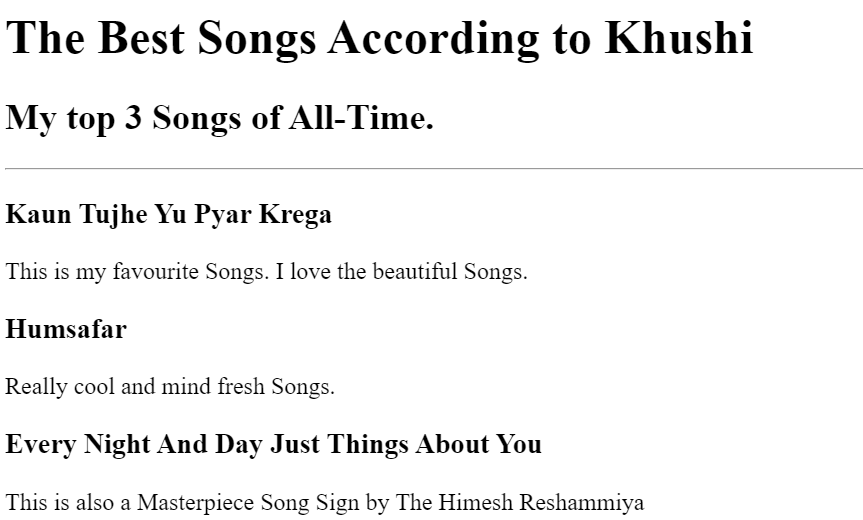 The Best Songs According to Khushi
My top 3 Songs of All-Time.
Kaun Tujhe Yu Pyar Krega
This is my favourite Songs. I love the beautiful Songs.
Humsafar
Really cool and mind fresh Songs.
Every Night And Day Just Things About You
This is also a Masterpiece Song Sign by The Himesh Reshammiya